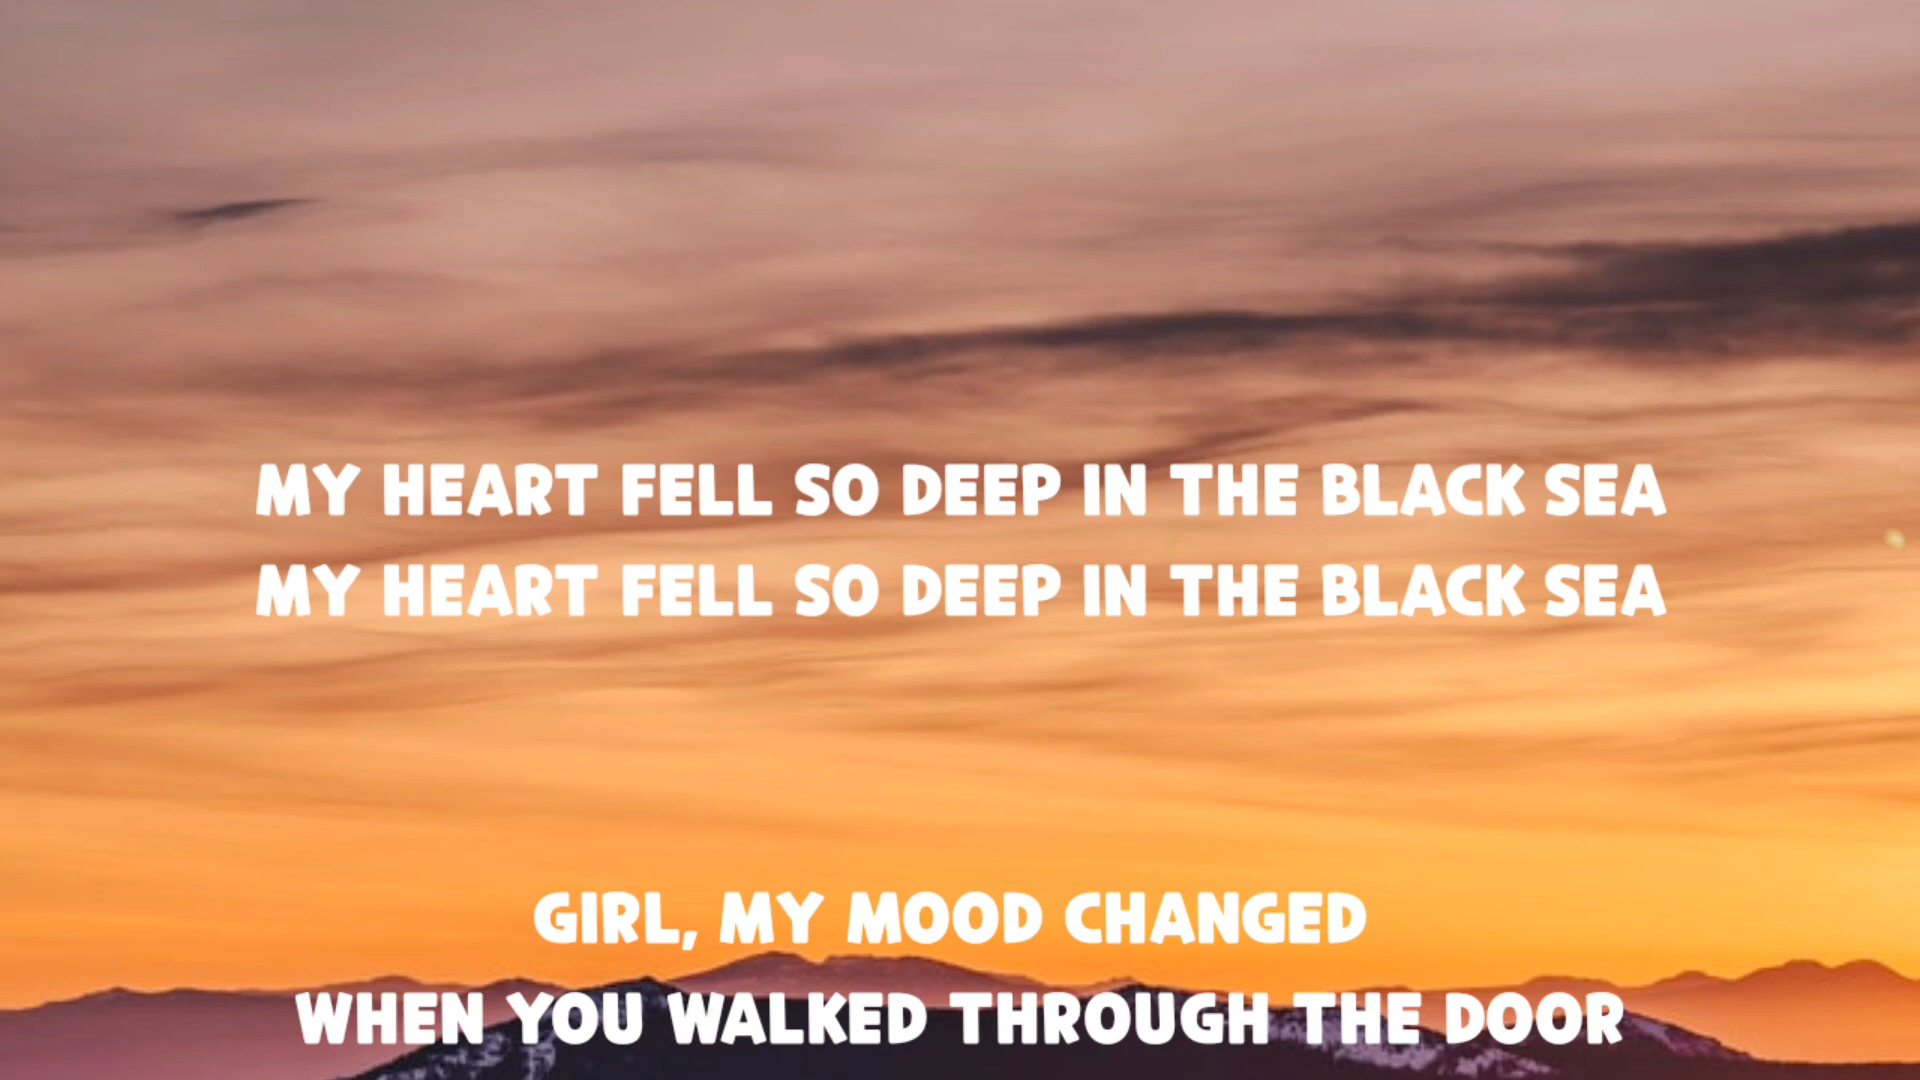 MY HEART FELL SO DEEP IN THE BLACK SEA
MY HEART FELL SO DEEP IN THE BLACK SEA
GIRL, MY MOOD CHANGED
WHEN YOU WALKED THROUGH THE DOOR